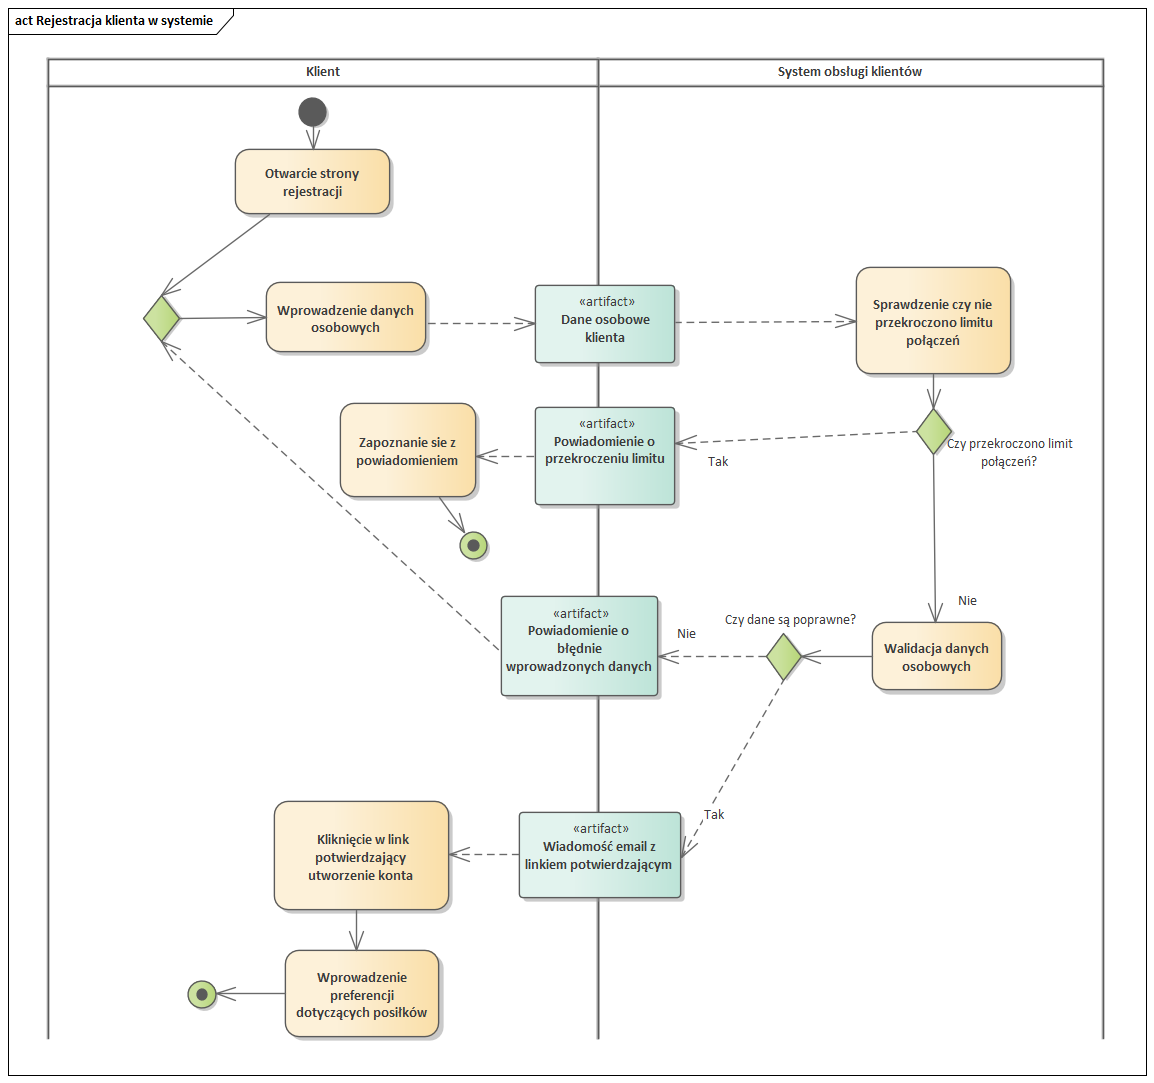 act Rejestracja klienta w systemie
Klient
System obsługi klientów
Otwarcie strony
rejestracji
Wprowadzenie danych
osobowych
«artifact»
Dane osobowe
klienta
Sprawdzenie czy nie
przekroczono limitu
połączeń
Zapoznanie sie z
powiadomieniem
«artifact»
Powiadomienie o
przekroczeniu limitu
Tak
Czy przekroczono limit
połączeń?
Nie
«artifact»
Powiadomienie o
błędnie
wprowadzonych danych
Nie
Czy dane są poprawne?
Walidacja danych
osobowych
Tak
Kliknięcie w link
potwierdzający
utworzenie konta
«artifact»
Wiadomość email z
linkiem potwierdzającym
Wprowadzenie
preferencji
dotyczących posiłków